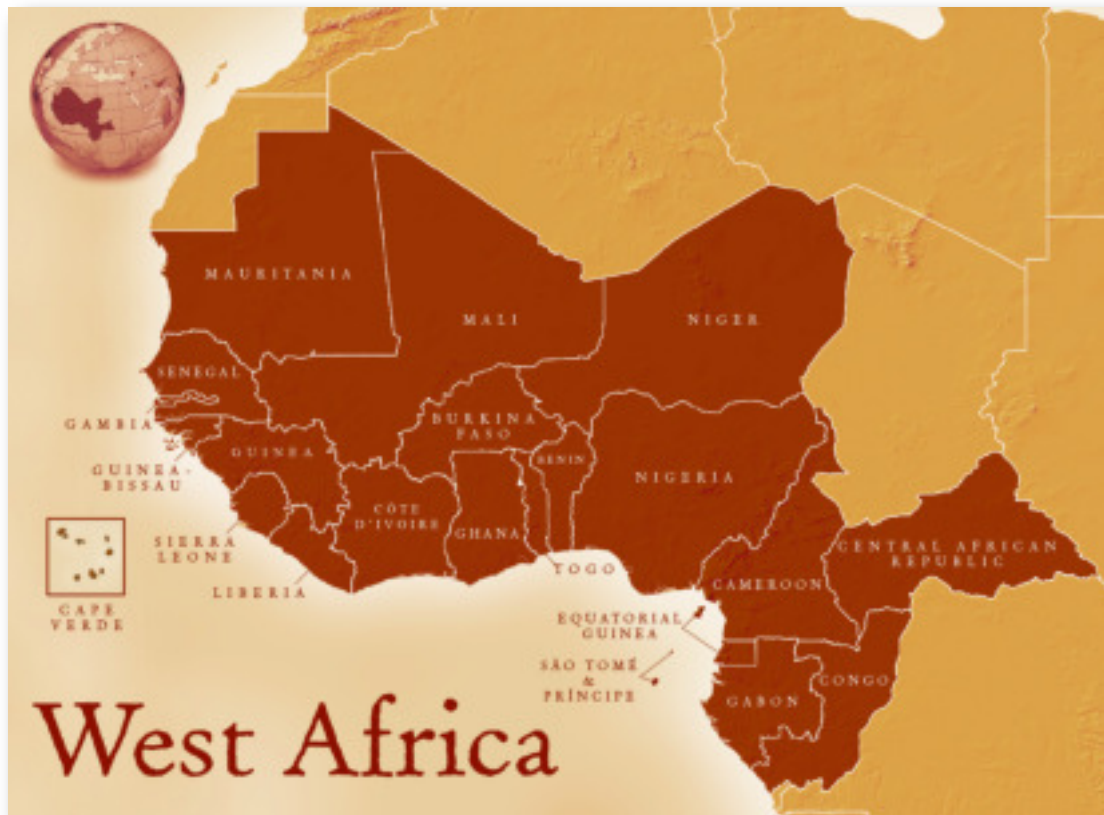 MAURITANIA
MALI
NIGER
SENEGAL
GAMBIA
BURKINA
FASO
GUINEA
BENIN
GUINEA-
BISSAU
NIGERIA
CÔTE
D'IVOIRE
GHANA
SIERRA
LEONE
CENTRAL AFRICAN
REPUBLIC
TOGO
CAMEROON
LIBERIA
CAPE
VERDE
EQUATORIAL
GUINEA
SÃO TOMÉ
&
PRÍNCIPE
CONGO
GABON
West Africa